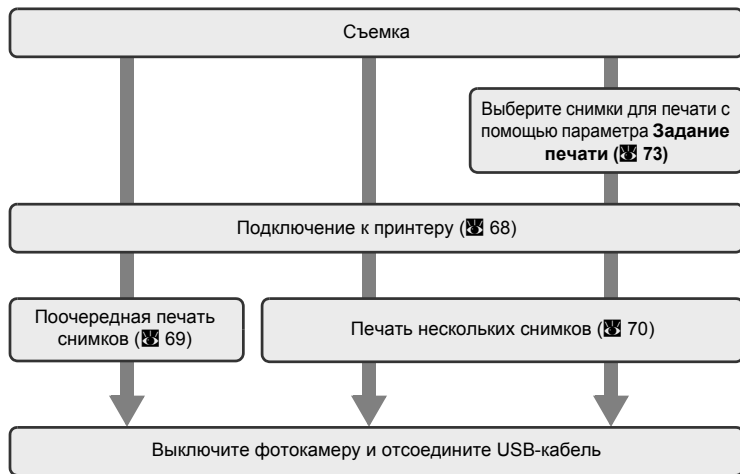 Съемка
Выберите снимки для печати с
помощью параметра Задание
печати (73)
Подключение к принтеру (68)
Поочередная печать
снимков (69)
Печать нескольких снимков (70)
Выключите фотокамеру и отсоедините USB-кабель